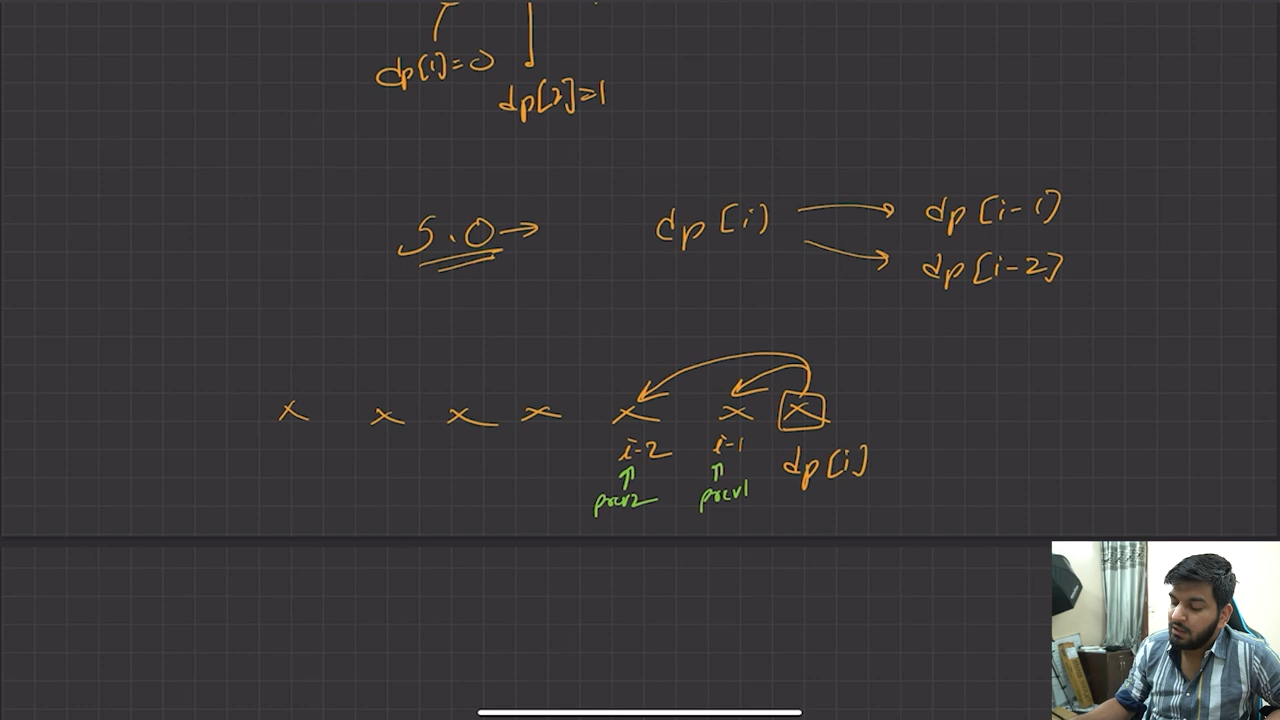 dp[1]=0
dp[2]=1
S.O → dp[i] → dp[i-1]
→ dp[i-2]
x x x x x x x
i-2 i-1 dp[i]
↑ ↑
prev2 prev1